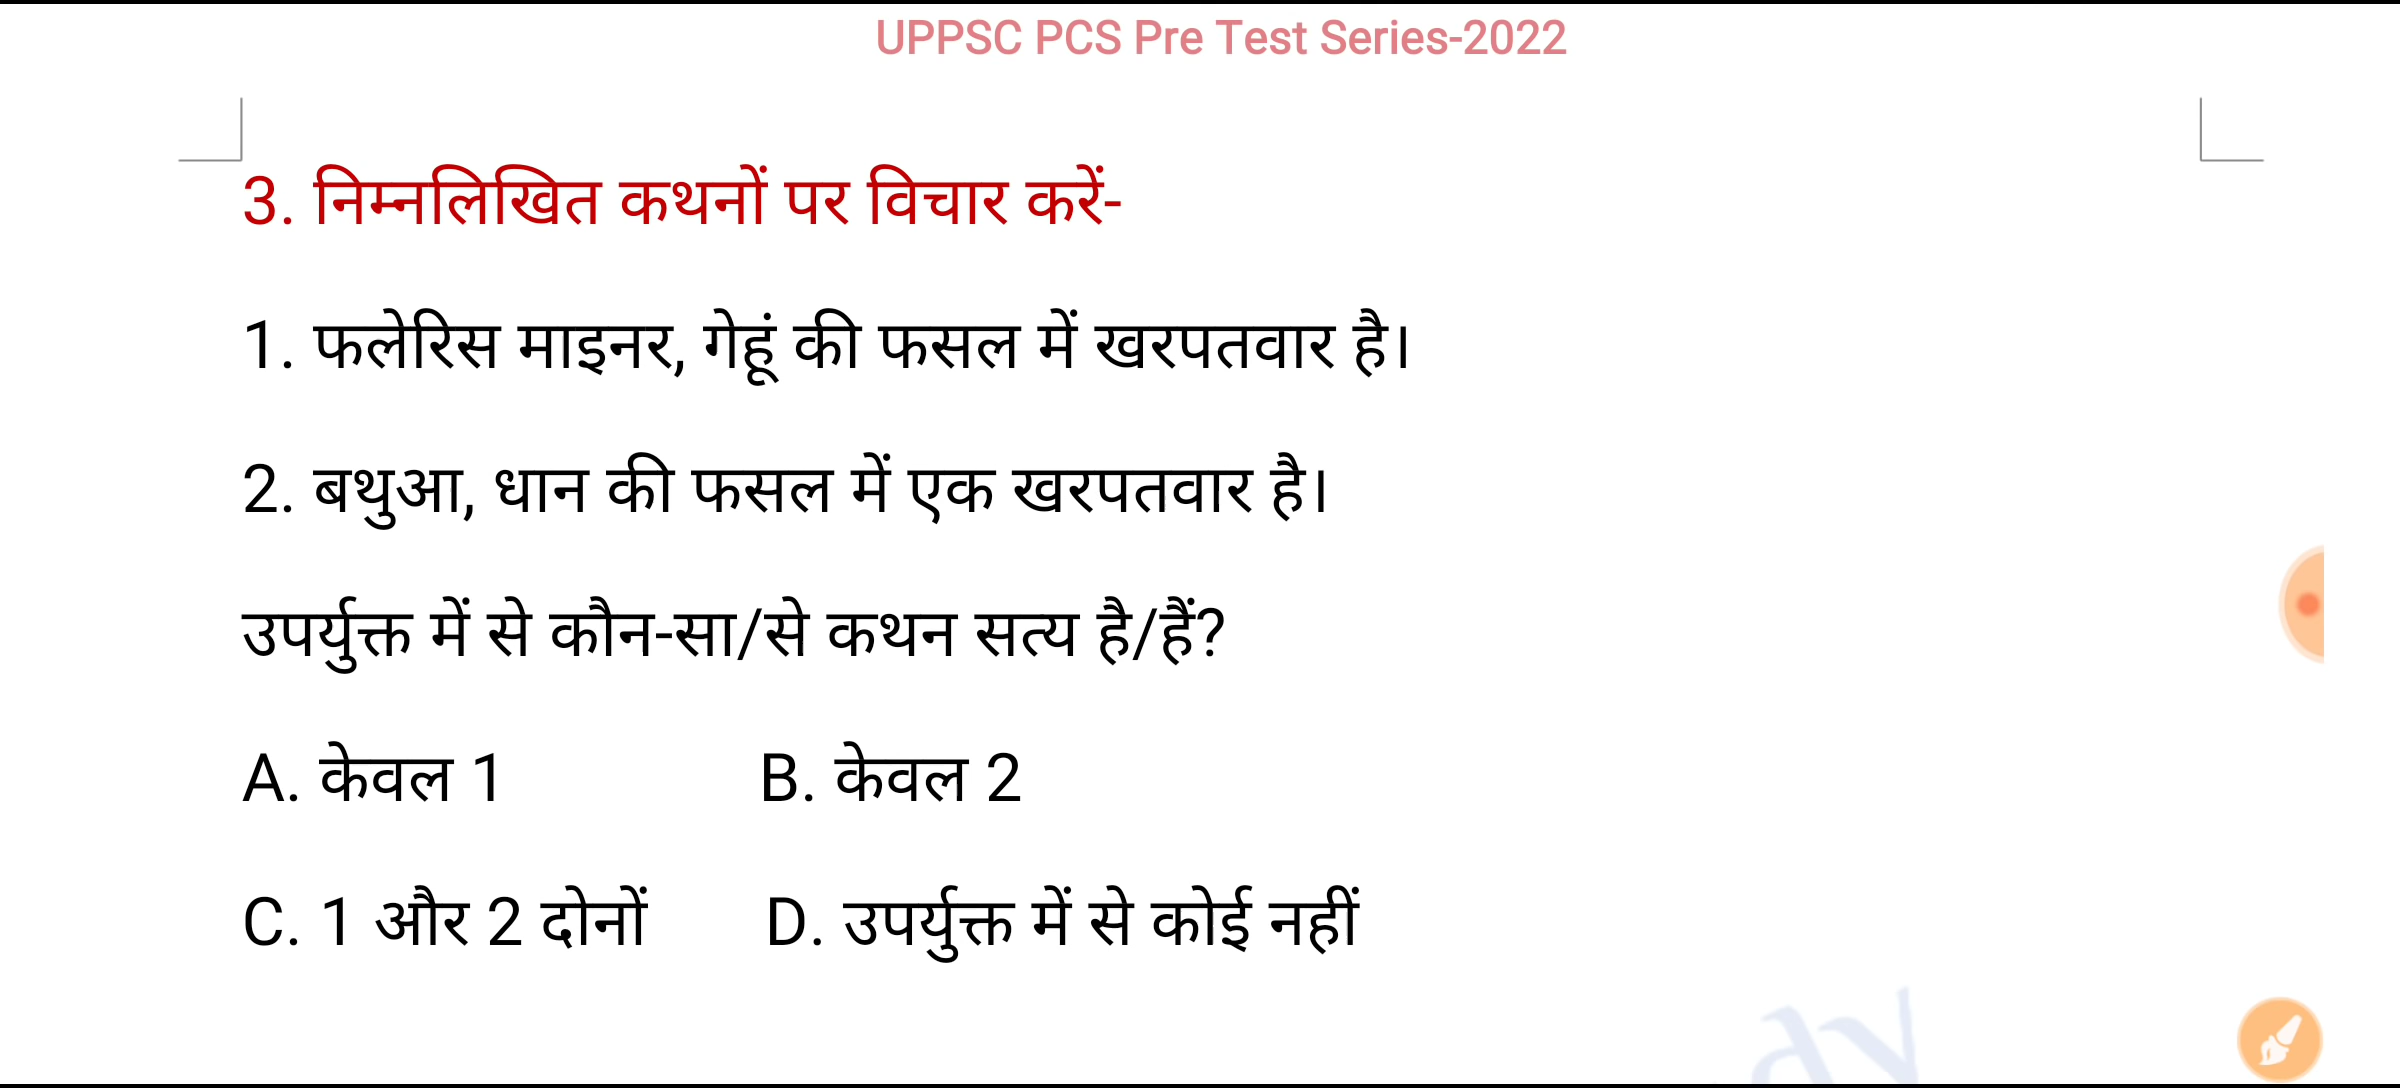 UPPSC PCS Pre Test Series-2022
3. निम्नलिखित कथनों पर विचार करें-
1. फलेरिस माइनर, गेहूं की फसल में खरपतवार है।
2. बथुआ, धान की फसल में एक खरपतवार है।
उपर्युक्त में से कौन-सा/से कथन सत्य है/हैं?
A. केवल 1 B. केवल 2
C. 1 और 2 दोनों D. उपर्युक्त में से कोई नहीं